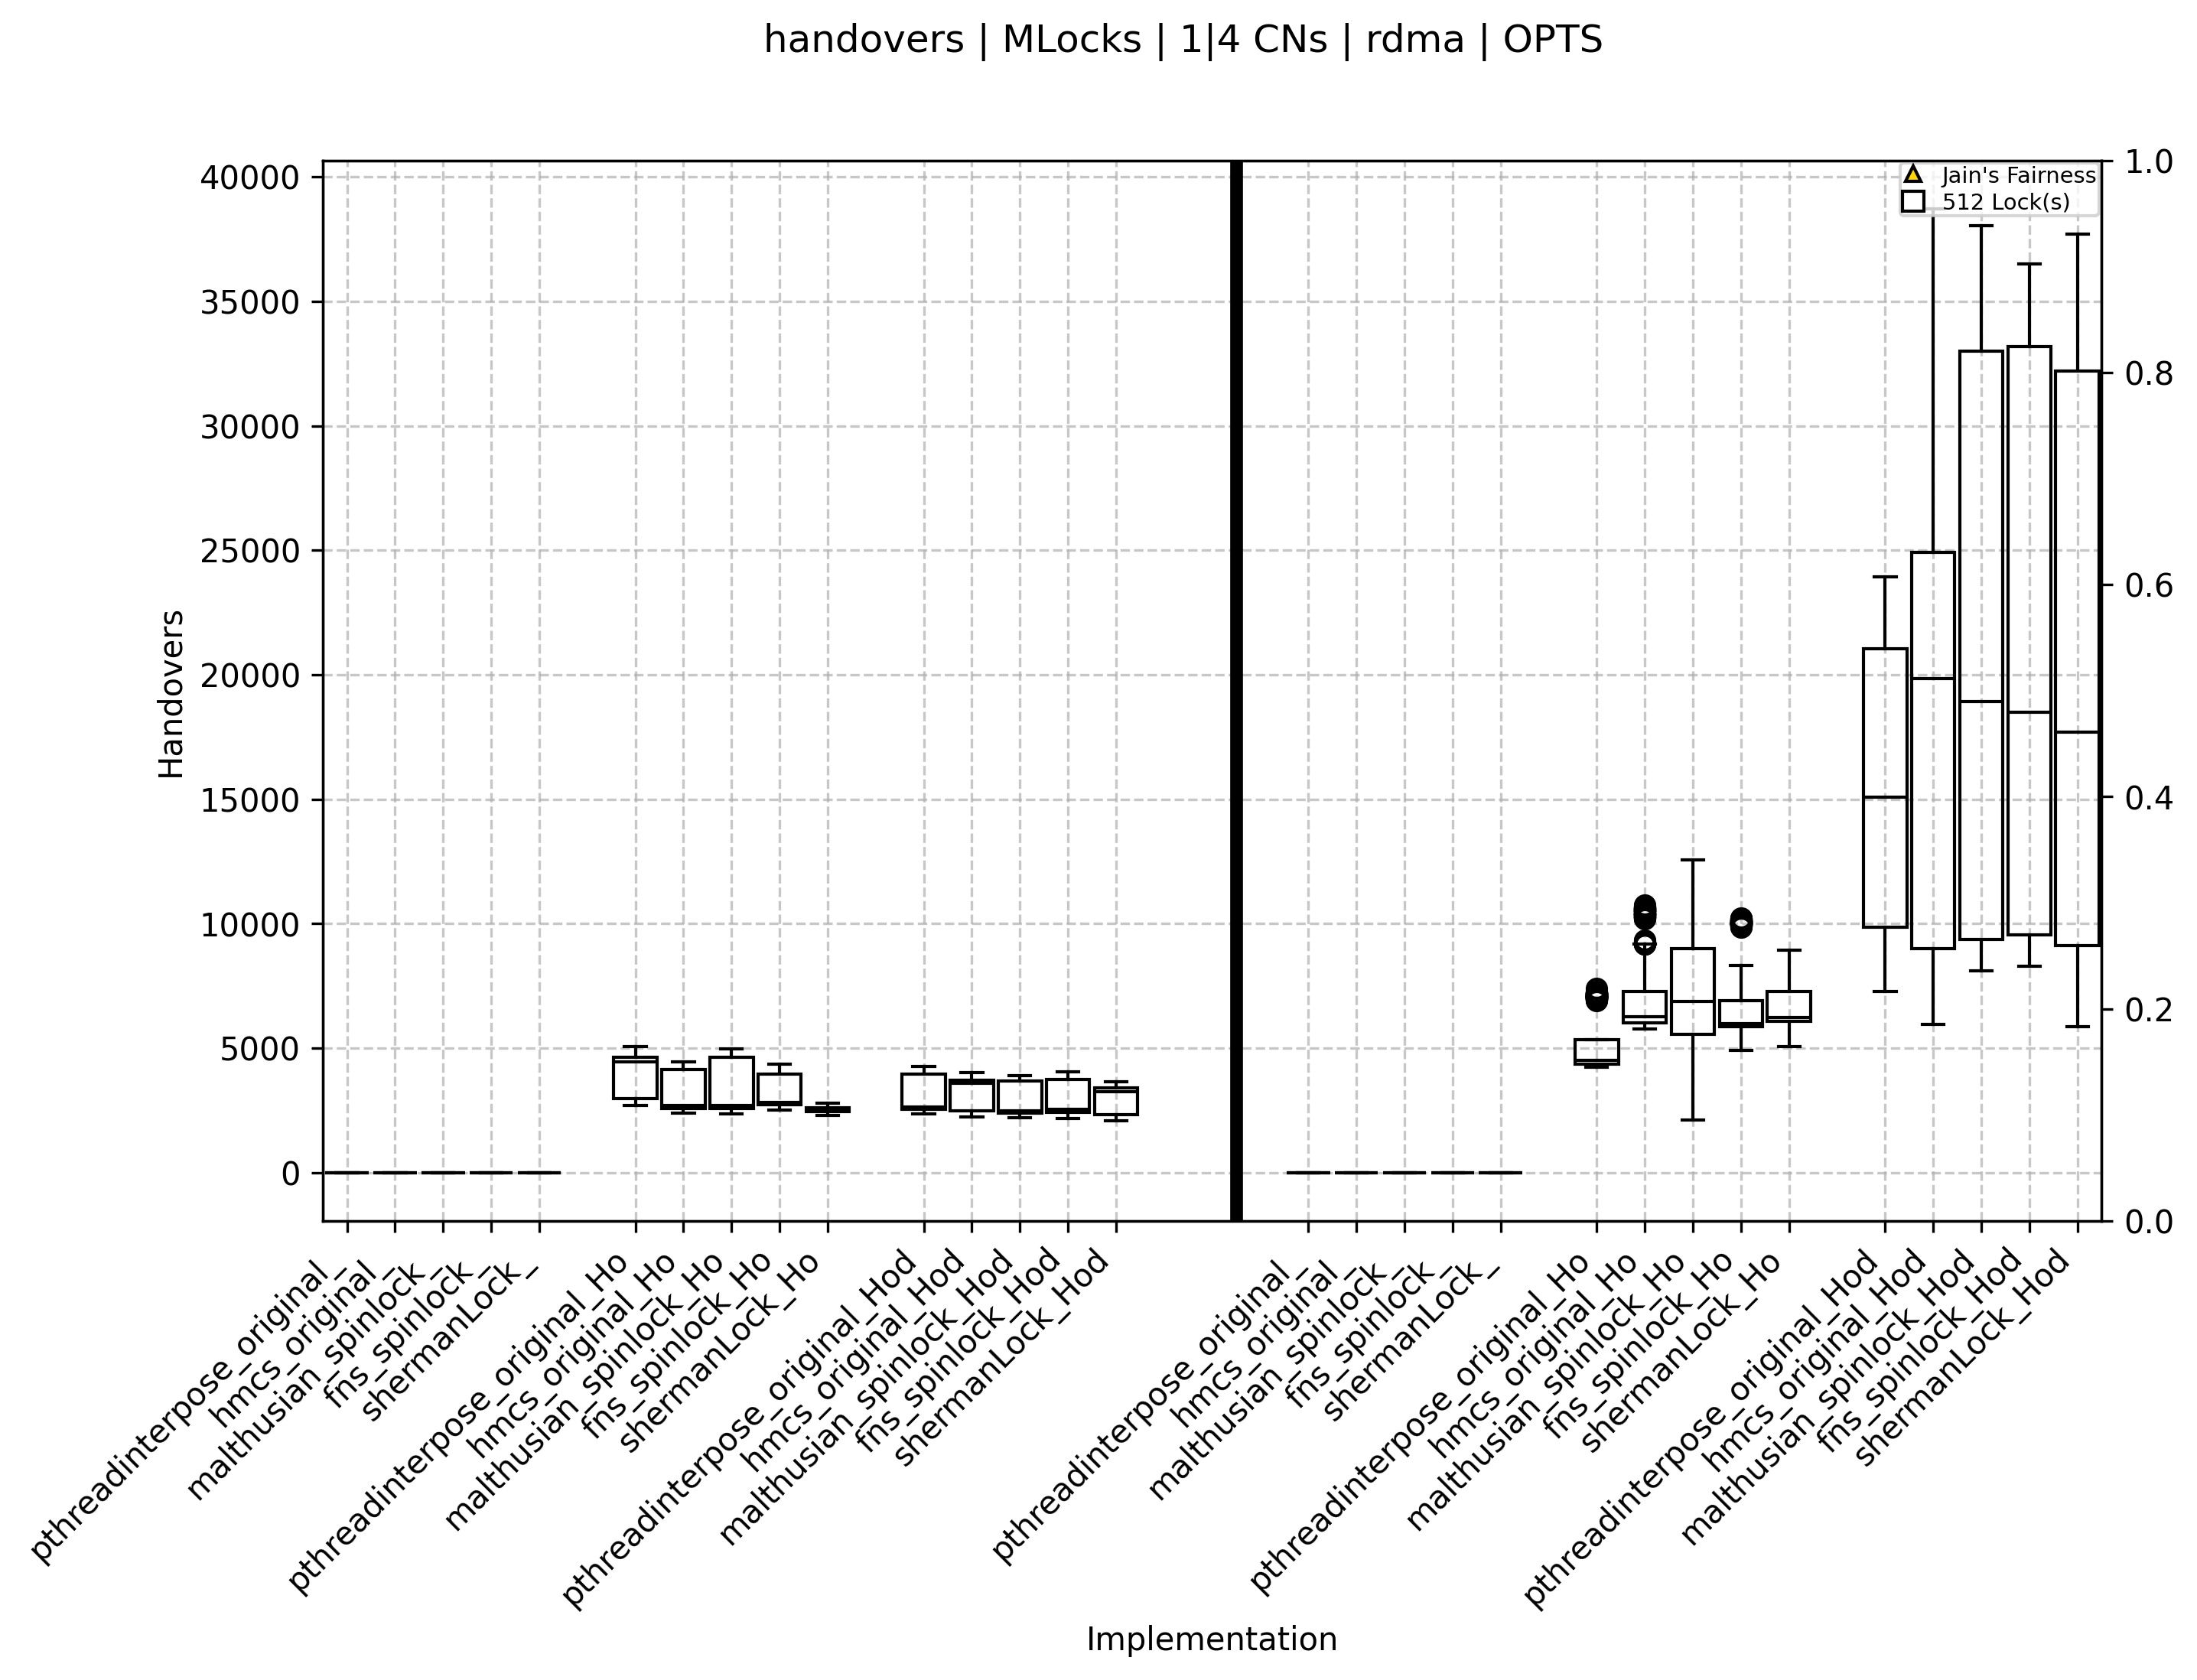 handovers | MLocks | 1|4 CNs | rdma | OPTS
Jain's Fairness
512 Lock(s)
Handovers
40000
35000
30000
25000
20000
15000
10000
5000
0
1.0
0.8
0.6
0.4
0.2
0.0
pthreadinterpose_original_
hmcs_original_
malthusian_spinlock_
fns_spinlock_
shermanLock_
pthreadinterpose_original_Ho
hmcs_original_Ho
malthusian_spinlock_Ho
fns_spinlock_Ho
shermanLock_Ho
pthreadinterpose_original_Hod
hmcs_original_Hod
malthusian_spinlock_Hod
fns_spinlock_Hod
shermanLock_Hod
pthreadinterpose_original_
hmcs_original_
malthusian_spinlock_
fns_spinlock_
shermanLock_
pthreadinterpose_original_Ho
hmcs_original_Ho
malthusian_spinlock_Ho
fns_spinlock_Ho
shermanLock_Ho
pthreadinterpose_original_Hod
hmcs_original_Hod
malthusian_spinlock_Hod
fns_spinlock_Hod
shermanLock_Hod
Implementation